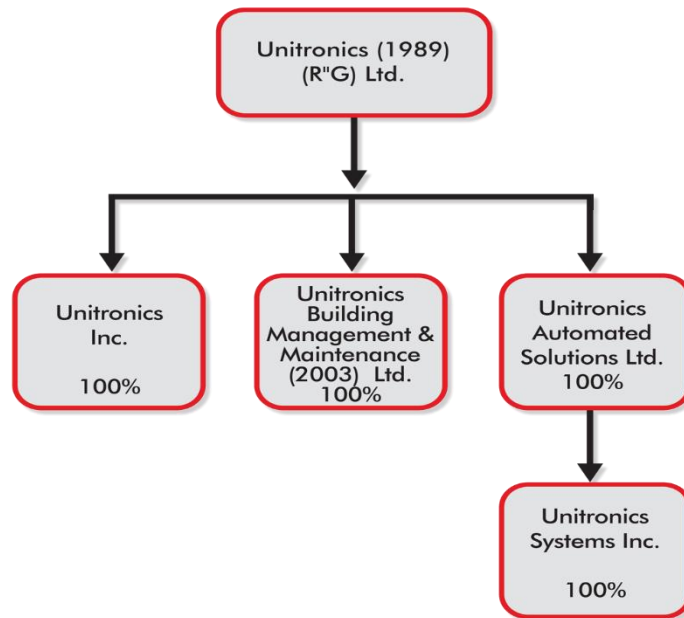 Unitronics (1989)
(R"G) Ltd.
Unitronics
Inc.
100%
Unitronics
Building
Management &
Maintenance
(2003) Ltd.
100%
Unitronics
Automated
Solutions Ltd.
100%
Unitronics
Systems Inc.
100%